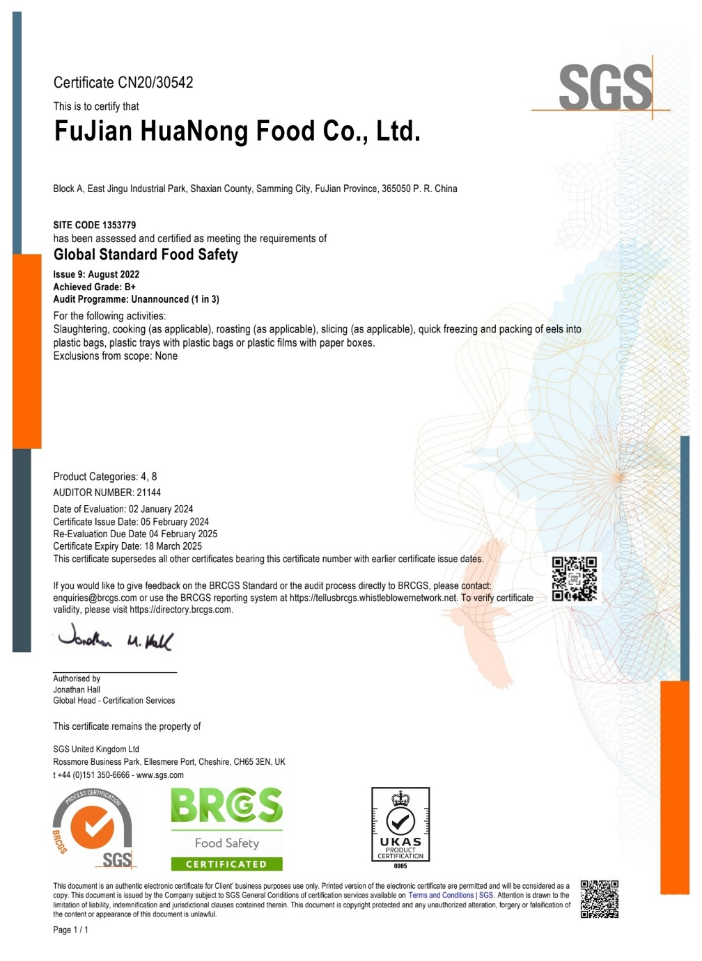 Certificate CN20/30542
SGS
This is to certify that
FuJian HuaNong Food Co., Ltd.
Block A, East Jingu Industrial Park, Shaxian County, Samming City, FuJian Province, 365050 P. R. China
SITE CODE 1353779
has been assessed and certified as meeting the requirements of
Global Standard Food Safety
Issue 9: August 2022
Achieved Grade: B+
Audit Programme: Unannounced (1 in 3)
For the following activities:
Slaughtering, cooking (as applicable), roasting (as applicable), slicing (as applicable), quick freezing and packing of eels into
plastic bags, plastic trays with plastic bags or plastic films with paper boxes.
Exclusions from scope: None
Product Categories: 4, 8
AUDITOR NUMBER: 21144
Date of Evaluation: 02 January 2024
Certificate Issue Date: 05 February 2024
Re-Evaluation Due Date 04 February 2025
Certificate Expiry Date: 18 March 2025
This certificate supersedes all other certificates bearing this certificate number with earlier certificate issue dates.
If you would like to give feedback on the BRCGS Standard or the audit process directly to BRCGS, please contact:
enquiries@brcgs.com or use the BRCGS reporting system at https://tellusbrcgs.whistleblowernetwork.net. To verify certificate
validity, please visit https://directory.brcgs.com.
Jonathan M. Hall
Authorised by
Jonathan Hall
Global Head - Certification Services
This certificate remains the property of
SGS United Kingdom Ltd
Rossmore Business Park, Ellesmere Port, Cheshire, CH65 3EN, UK
t +44 (0)151 350-6666 - www.sgs.com
PROCESS CERTIFICATION
BRCGS
SGS
BRCGS
Food Safety
CERTIFICATED
UKAS
PRODUCT
CERTIFICATION
0005
This document is an authentic electronic certificate for Client' business purposes use only. Printed version of the electronic certificate are permitted and will be considered as a
copy. This document is issued by the Company subject to SGS General Conditions of certification services available on Terms and Conditions | SGS. Attention is drawn to the
limitation of liability, indemnification and jurisdictional clauses contained therein. This document is copyright protected and any unauthorized alteration, forgery or falsification of
the content or appearance of this document is unlawful.
Page 1 / 1